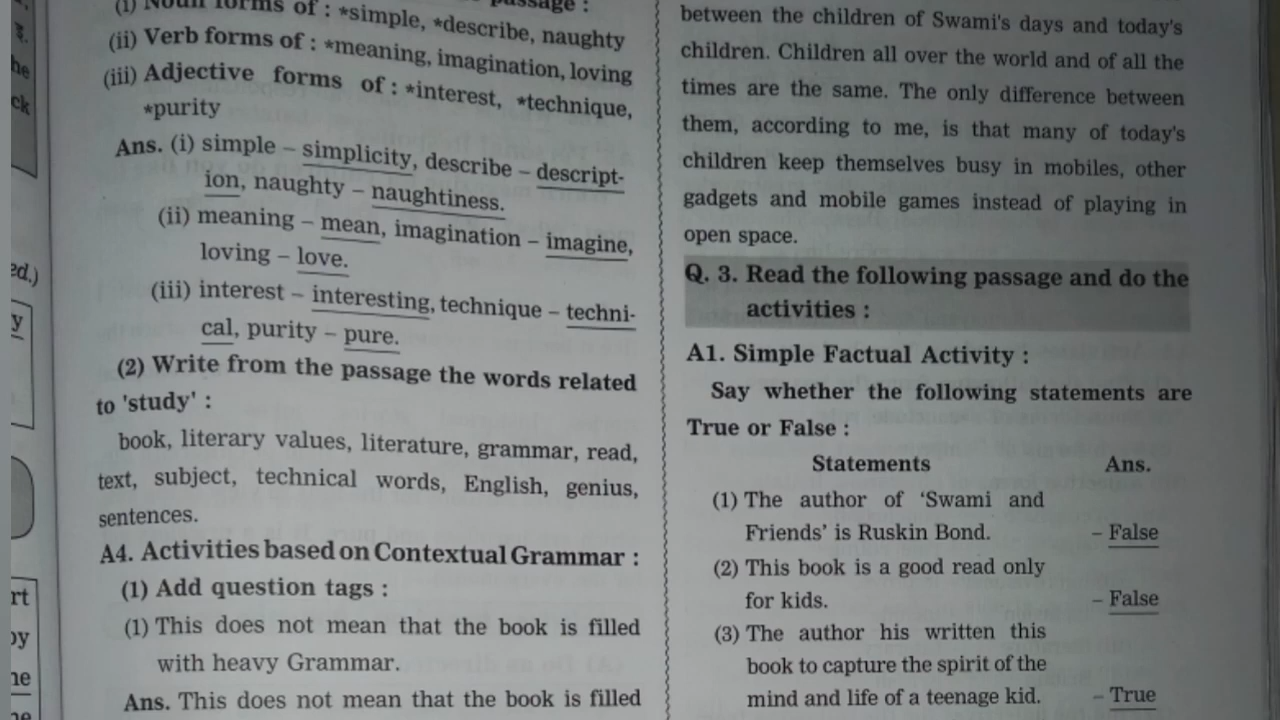 passage :
(i) Noun forms of : *simple, *describe, naughty
(ii) Verb forms of : *meaning, imagination, loving
(iii) Adjective forms of : *interest, *technique,
*purity
Ans. (i) simple – simplicity, describe – descript-
ion, naughty – naughtiness.
(ii) meaning – mean, imagination – imagine,
loving – love.
(iii) interest – interesting, technique – techni-
cal, purity – pure.
(2) Write from the passage the words related
to 'study' :
book, literary values, literature, grammar, read,
text, subject, technical words, English, genius,
sentences.
A4. Activities based on Contextual Grammar :
(1) Add question tags :
(1) This does not mean that the book is filled
with heavy Grammar.
Ans. This does not mean that the book is filled
between the children of Swami's days and today's
children. Children all over the world and of all the
times are the same. The only difference between
them, according to me, is that many of today's
children keep themselves busy in mobiles, other
gadgets and mobile games instead of playing in
open space.
Q. 3. Read the following passage and do the
activities :
A1. Simple Factual Activity :
Say whether the following statements are
True or False :
Statements Ans.
(1) The author of ‘Swami and
Friends’ is Ruskin Bond. – False
(2) This book is a good read only
for kids. – False
(3) The author his written this
book to capture the spirit of the
mind and life of a teenage kid. – True